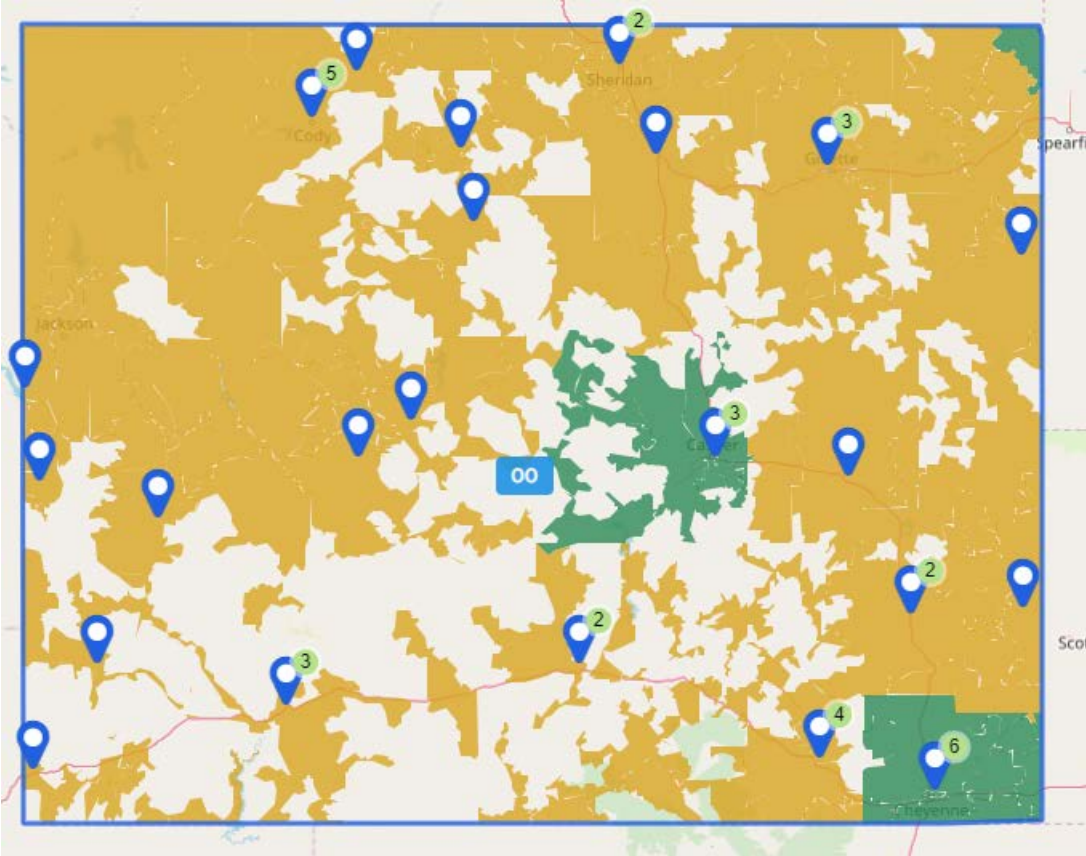 2
Sheridan
5
Cody
3
Gillette
Spearf
Jackson
3
Casper
00
2
2
Scot
3
4
6
Cheyenne